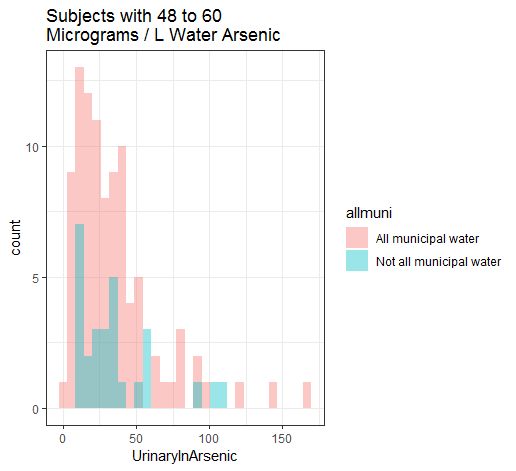 Subjects with 48 to 60
Micrograms / L Water Arsenic
10
5
0
count
0 50 100 150
UrinaryInArsenic
allmuni
All municipal water
Not all municipal water